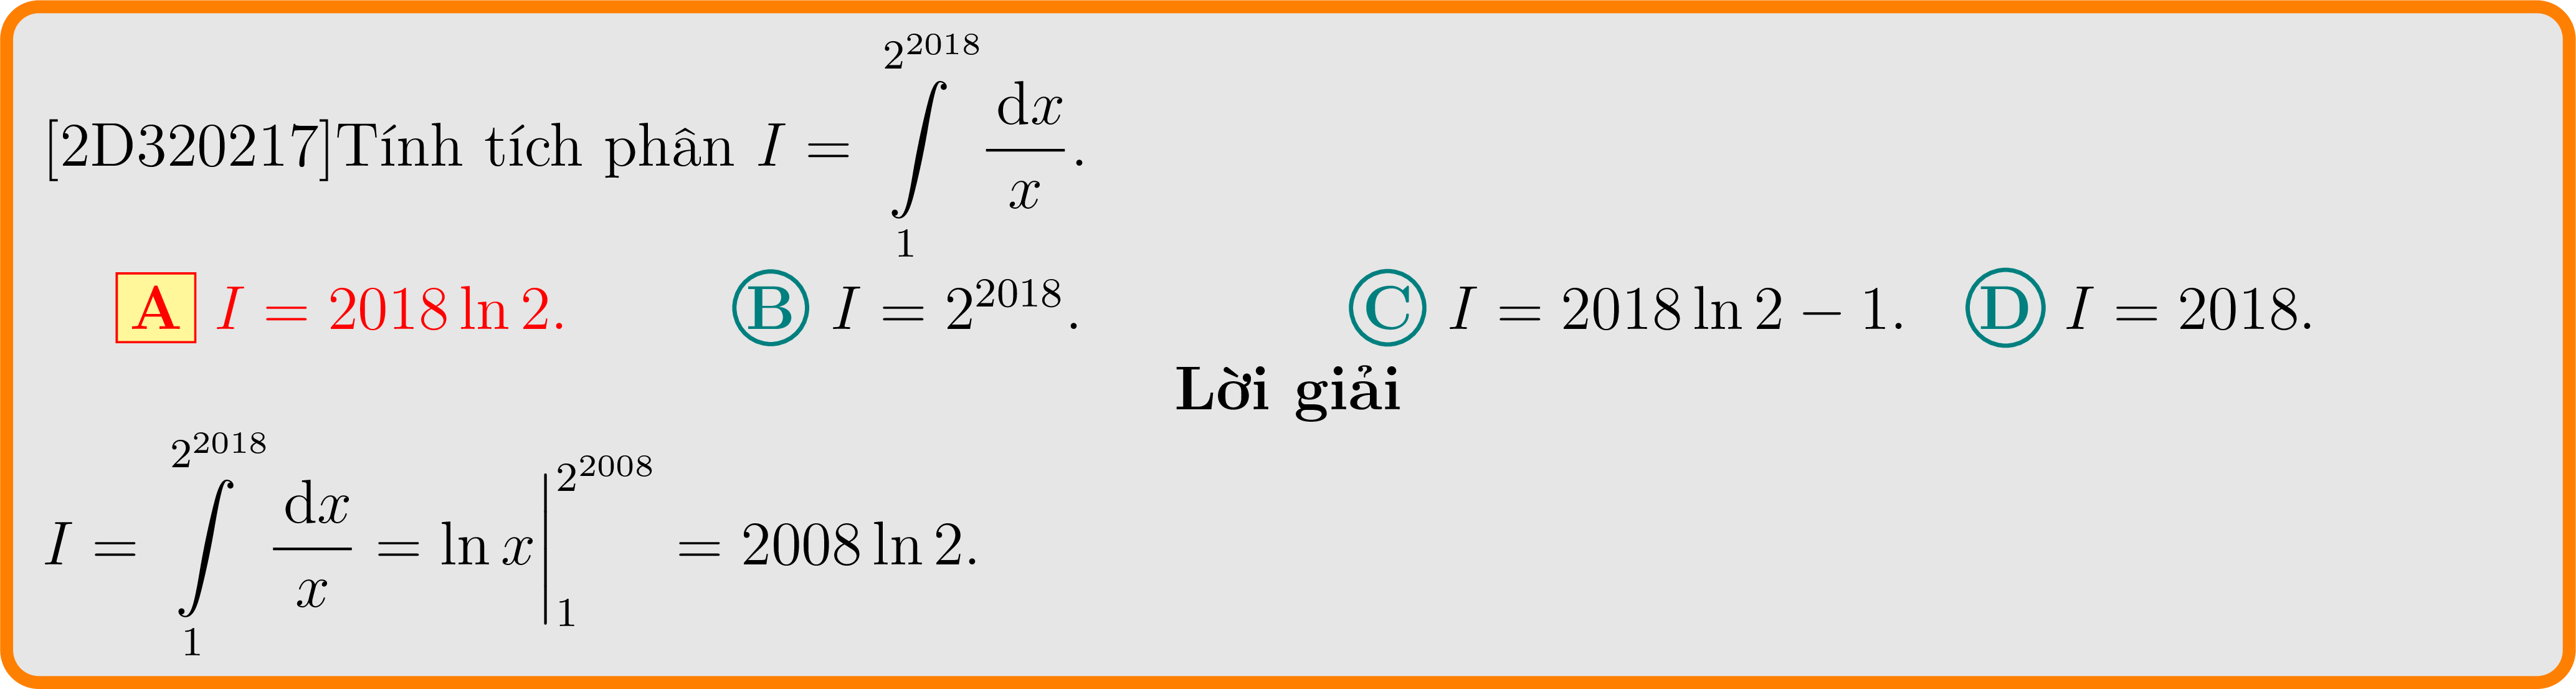 [2D320217]Tính tích phân $I = \int\limits_{1}^{2^{2018}} \frac{\mathrm{d}x}{x}$.
A $I = 2018 \ln 2$. B $I = 2^{2018}$. C $I = 2018 \ln 2 - 1$. D $I = 2018$.
Lời giải
$I = \int\limits_{1}^{2^{2018}} \frac{\mathrm{d}x}{x} = \ln x \Big|_{1}^{2^{2008}} = 2008 \ln 2$.